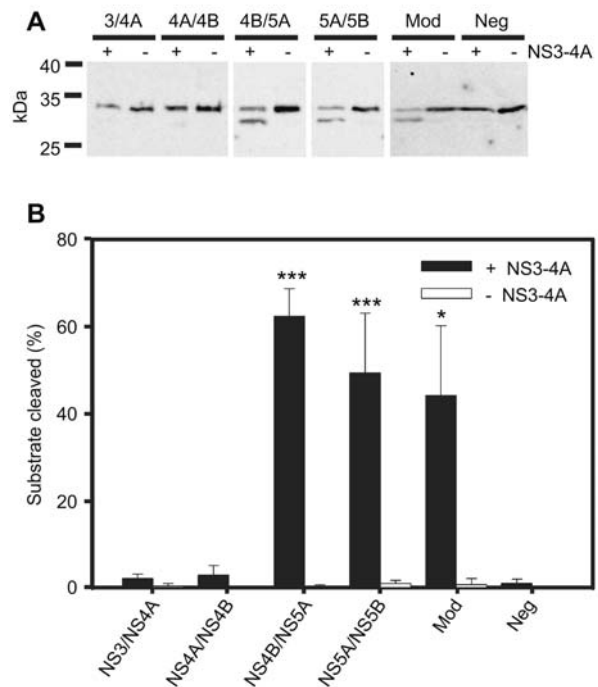 A
3/4A 4A/4B 4B/5A 5A/5B Mod Neg
+ - + - + - + - + - + - NS3-4A
40
35
25
kDa
B
80
60
40
20
0
Substrate cleaved (%)
*** *** *
+ NS3-4A
- NS3-4A
NS3/NS4A NS4A/NS4B NS4B/NS5A NS5A/NS5B Mod Neg